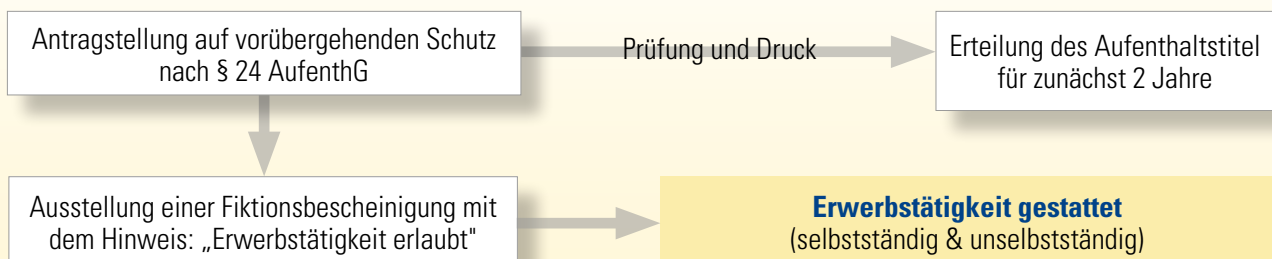 Antragstellung auf vorübergehenden Schutz
nach § 24 AufenthG
Prüfung und Druck
Erteilung des Aufenthaltstitel
für zunächst 2 Jahre
Ausstellung einer Fiktionsbescheinigung mit
dem Hinweis: „Erwerbstätigkeit erlaubt"
Erwerbstätigkeit gestattet
(selbstständig & unselbstständig)